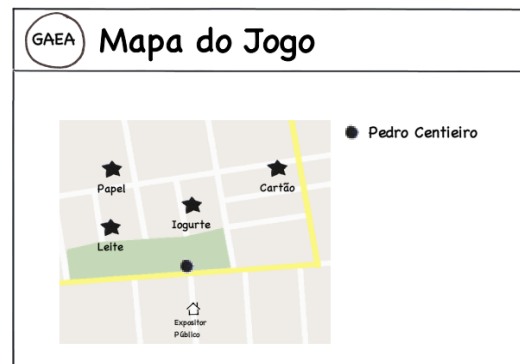 GAEA
Mapa do Jogo
Pedro Centieiro
Papel
Cartão
Iogurte
Leite
Expositor
Público